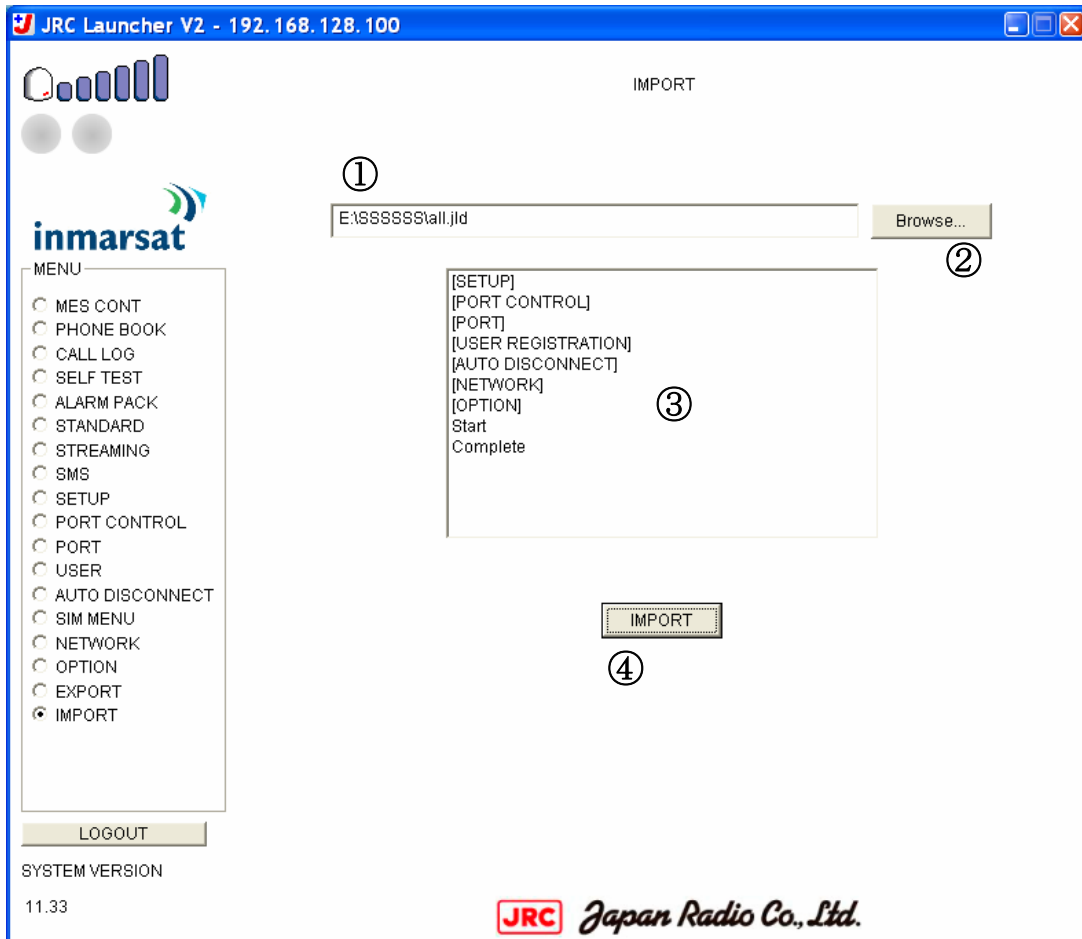 JRC Launcher V2 - 192.168.128.100
IMPORT
①
E:\SSSSSS\all.jld
Browse...
②
inmarsat
MENU
MES CONT
PHONE BOOK
CALL LOG
SELF TEST
ALARM PACK
STANDARD
STREAMING
SMS
SETUP
PORT CONTROL
PORT
USER
AUTO DISCONNECT
SIM MENU
NETWORK
OPTION
EXPORT
IMPORT
[SETUP]
[PORT CONTROL]
[PORT]
[USER REGISTRATION]
[AUTO DISCONNECT]
[NETWORK]
[OPTION]
Start
Complete
③
IMPORT
④
LOGOUT
SYSTEM VERSION
11.33
JRC Japan Radio Co., Ltd.